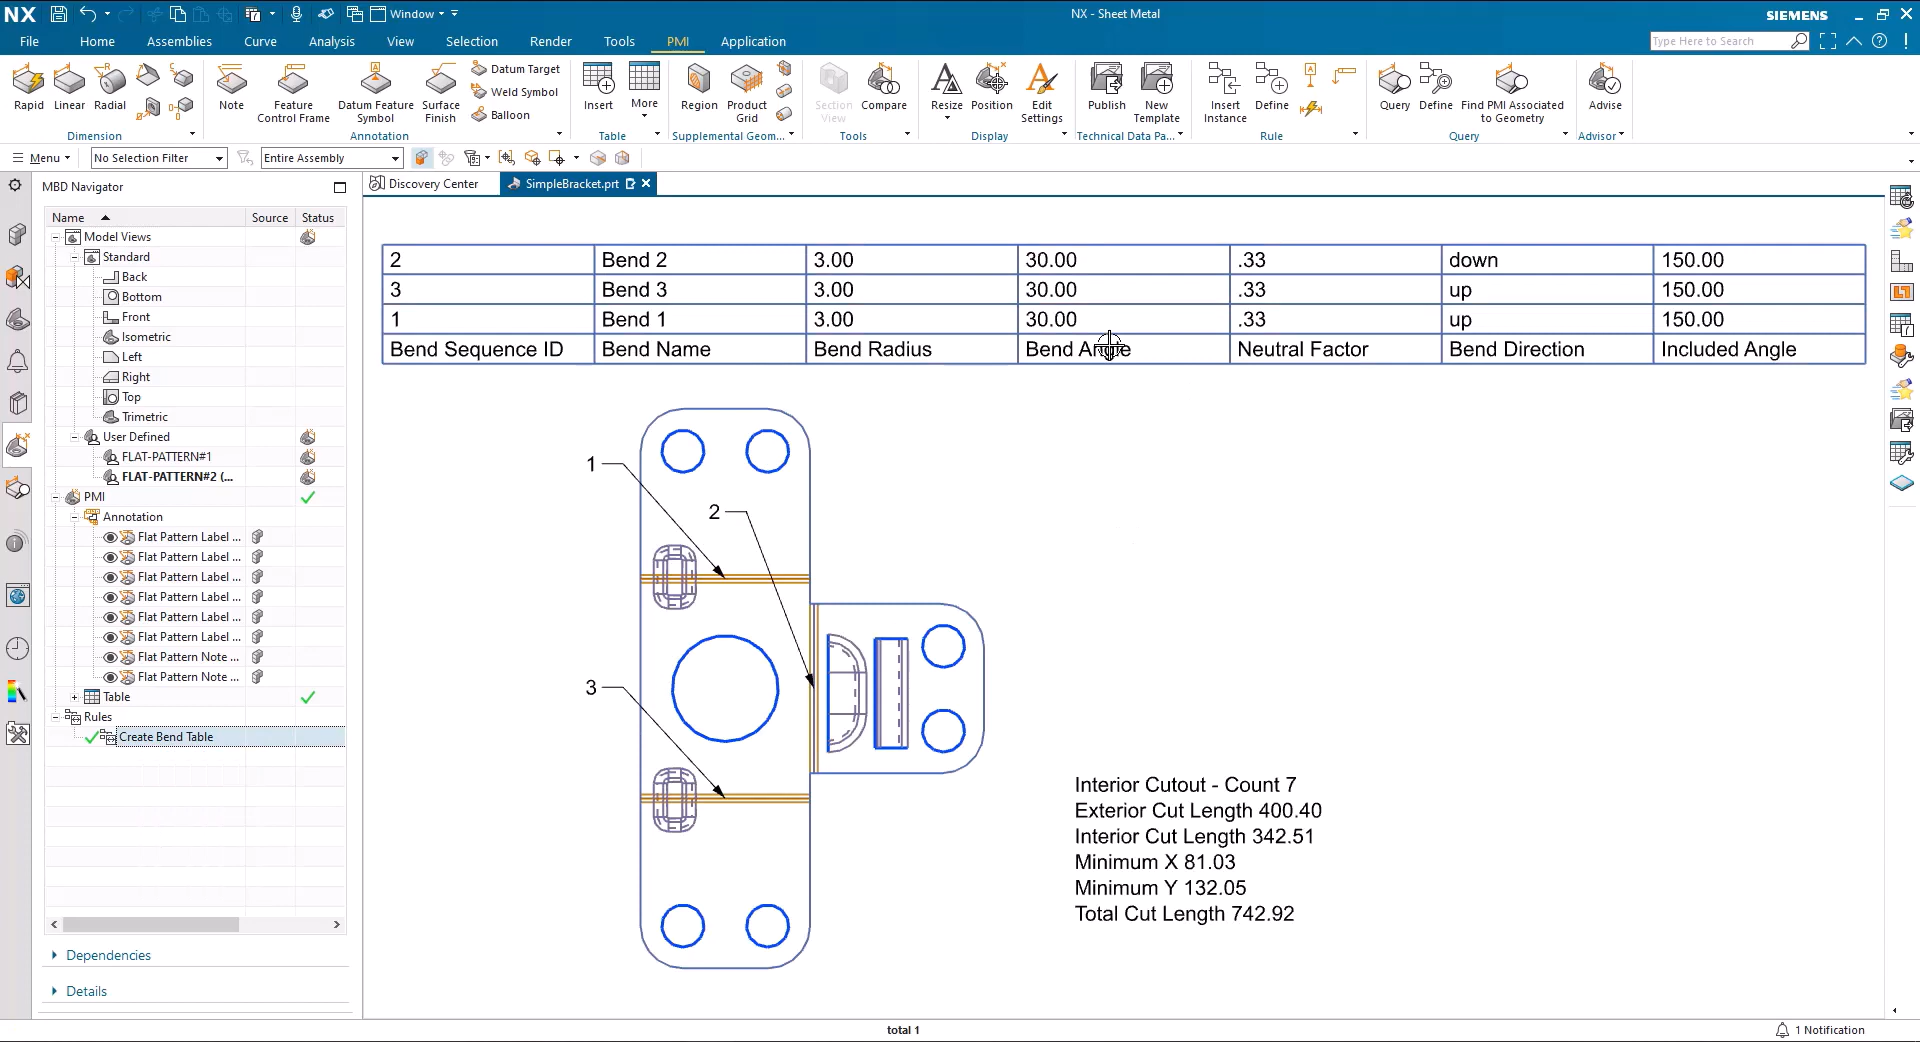 NX
Window
NX - Sheet Metal
SIEMENS
File Home Assemblies Curve Analysis View Selection Render Tools PMI Application
Type Here to Search
Rapid Linear Radial
Dimension
Note
Feature Control Frame
Datum Feature Symbol
Surface Finish
Datum Target
Weld Symbol
Balloon
Annotation
Insert More
Table
Region
Product Grid
Supplemental Geom...
Section View
Compare
Tools
Resize Position
Edit Settings
Display
Publish
New Template
Technical Data Pa...
Insert Instance
Define
Rule
Query Define
Find PMI Associated to Geometry
Query
Advise
Advisor
Menu No Selection Filter Entire Assembly
MBD Navigator
Discovery Center SimpleBracket.prt
Name Source Status
Model Views
Standard
Back
Bottom
Front
Isometric
Left
Right
Top
Trimetric
User Defined
FLAT-PATTERN#1
FLAT-PATTERN#2 (...
PMI
Annotation
Flat Pattern Label ...
Flat Pattern Label ...
Flat Pattern Label ...
Flat Pattern Label ...
Flat Pattern Label ...
Flat Pattern Label ...
Flat Pattern Note ...
Flat Pattern Note ...
Table
Rules
Create Bend Table
Dependencies
Details
2 Bend 2 3.00 30.00 .33 down 150.00
3 Bend 3 3.00 30.00 .33 up 150.00
1 Bend 1 3.00 30.00 .33 up 150.00
Bend Sequence ID Bend Name Bend Radius Bend Angle Neutral Factor Bend Direction Included Angle
1
2
3
Interior Cutout - Count 7
Exterior Cut Length 400.40
Interior Cut Length 342.51
Minimum X 81.03
Minimum Y 132.05
Total Cut Length 742.92
total 1
1 Notification